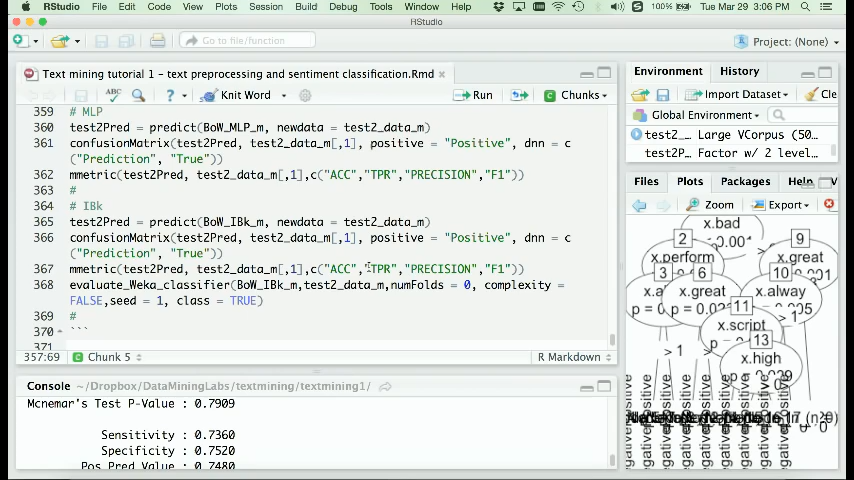 RStudio File Edit Code View Plots Session Build Debug Tools Window Help 100% Tue Mar 29 3:06 PM
RStudio
Go to file/function
Project: (None)
Text mining tutorial 1 - text preprocessing and sentiment classification.Rmd
ABC Knit Word Run Chunks
359 # MLP
360 test2Pred = predict(BoW_MLP_m, newdata = test2_data_m)
361 confusionMatrix(test2Pred, test2_data_m[,1], positive = "Positive", dnn = c
("Prediction", "True"))
362 mmetric(test2Pred, test2_data_m[,1],c("ACC","TPR","PRECISION","F1"))
363 #
364 # IBk
365 test2Pred = predict(BoW_IBk_m, newdata = test2_data_m)
366 confusionMatrix(test2Pred, test2_data_m[,1], positive = "Positive", dnn = c
("Prediction", "True"))
367 mmetric(test2Pred, test2_data_m[,1],c("ACC","TPR","PRECISION","F1"))
368 evaluate_Weka_classifier(BoW_IBk_m,test2_data_m,numFolds = 0, complexity =
FALSE,seed = 1, class = TRUE)
369 #
370 ```
371
357:69 Chunk 5 R Markdown
Console ~/Dropbox/DataMiningLabs/textmining/textmining1/
Mcnemar's Test P-Value : 0.7909
Sensitivity : 0.7360
Specificity : 0.7520
Pos Pred Value : 0.7480
Environment History
Import Dataset Cle
Global Environment
test2_… Large VCorpus (50…
test2P… Factor w/ 2 level…
Files Plots Packages Help
Zoom Export
x.bad
2 9
x.perform x.great
3 6 10
x.great x.alway
11
x.script
> 1
13
> 1
x.high